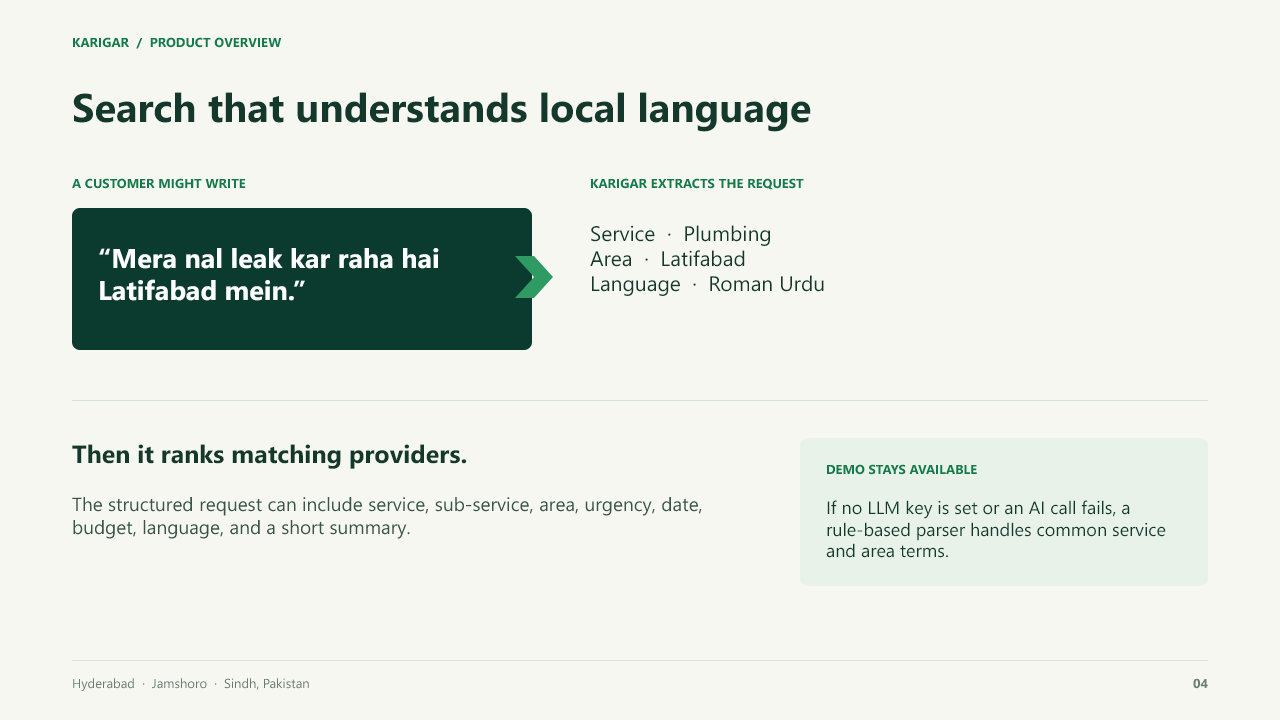 KARIGAR / PRODUCT OVERVIEW
Search that understands local language
A CUSTOMER MIGHT WRITE
“Mera nal leak kar raha hai
Latifabad mein.”
KARIGAR EXTRACTS THE REQUEST
Service · Plumbing
Area · Latifabad
Language · Roman Urdu
Then it ranks matching providers.
The structured request can include service, sub-service, area, urgency, date,
budget, language, and a short summary.
DEMO STAYS AVAILABLE
If no LLM key is set or an AI call fails, a
rule-based parser handles common service
and area terms.
Hyderabad · Jamshoro · Sindh, Pakistan
04